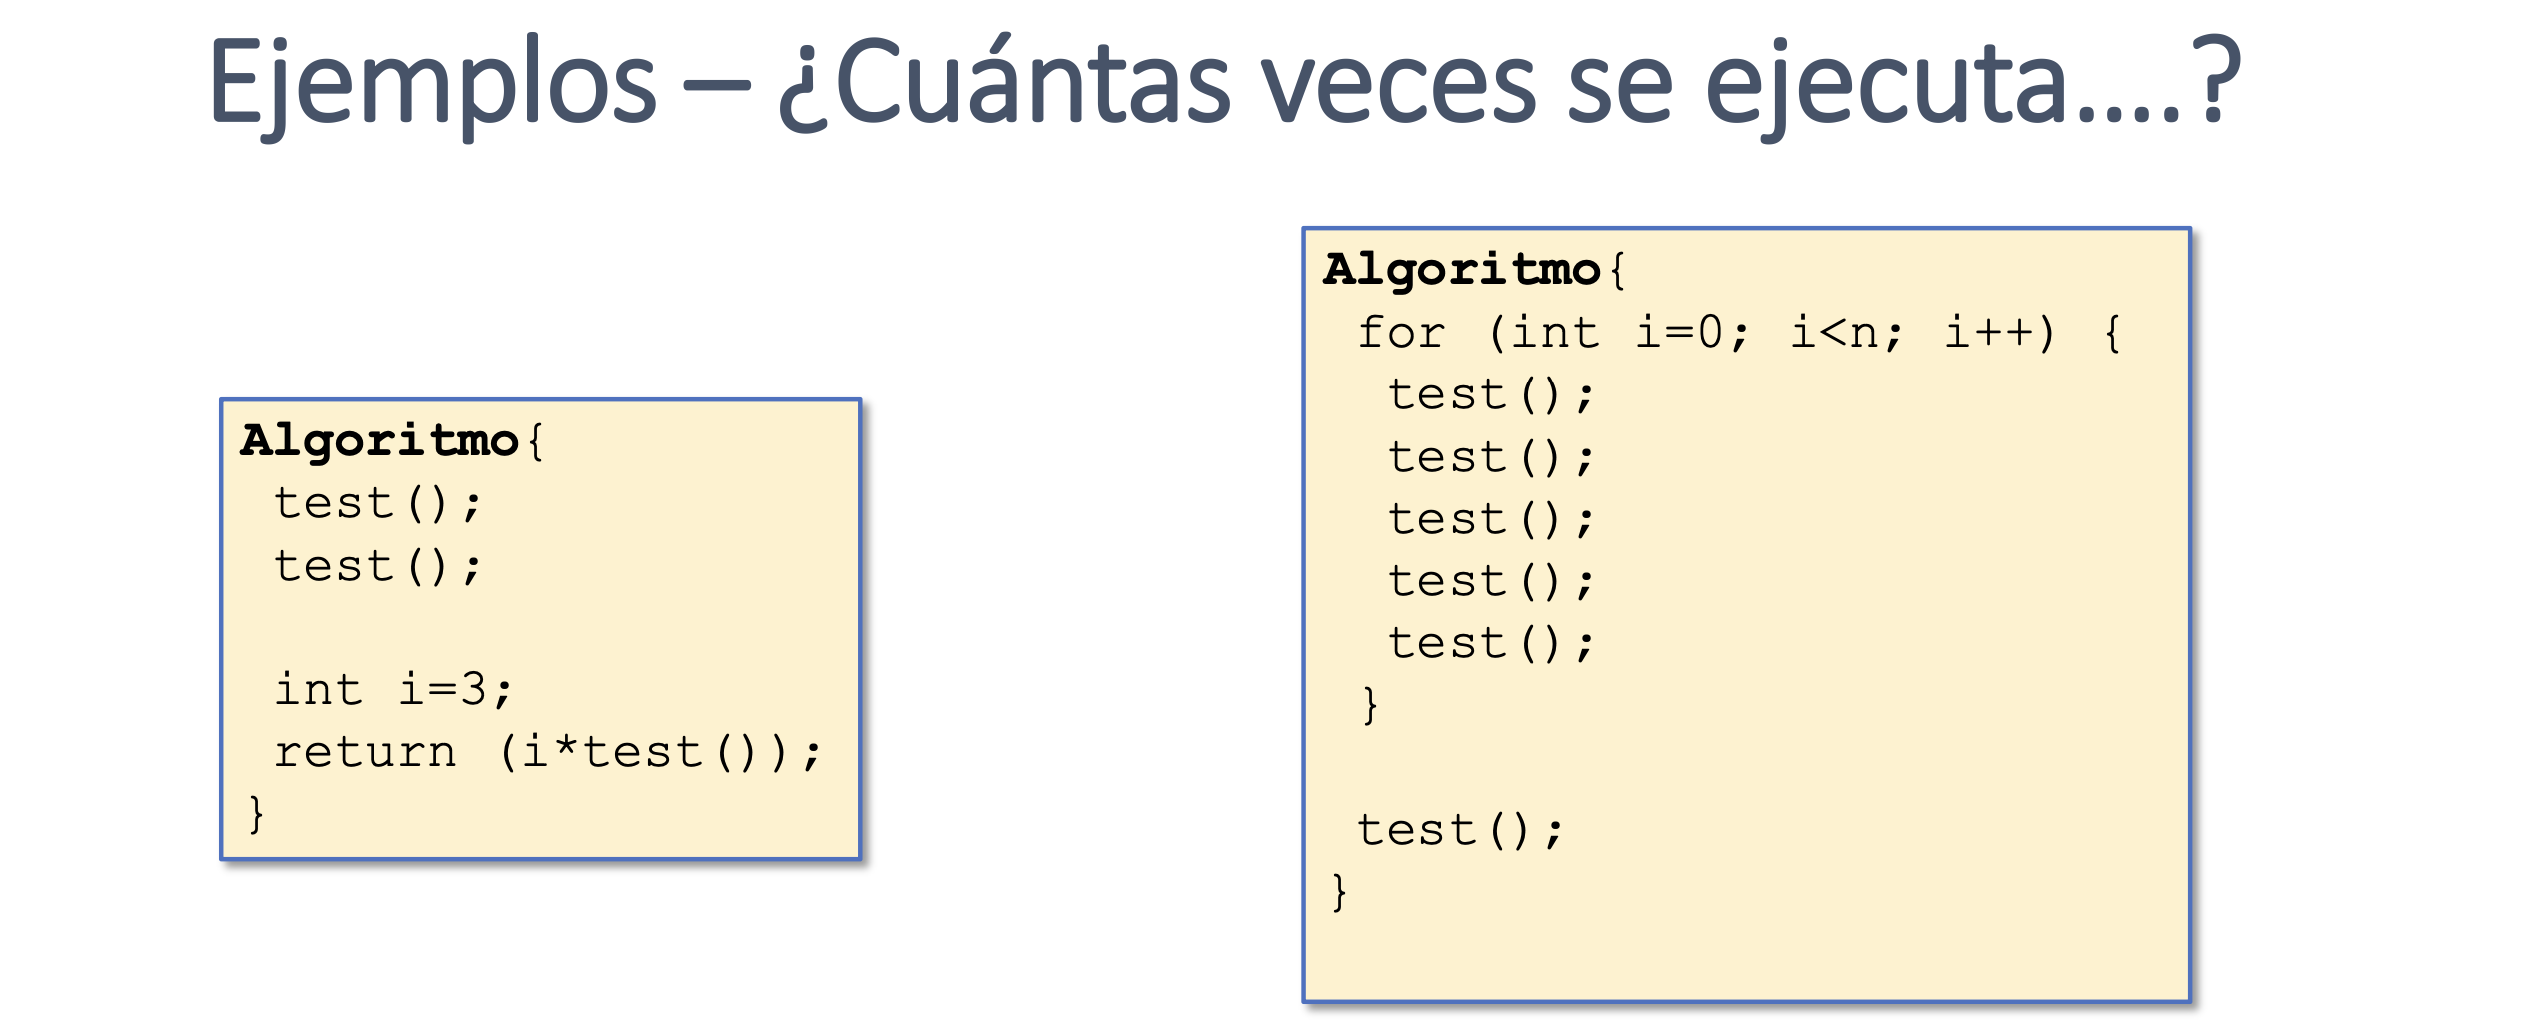 Ejemplos – ¿Cuántas veces se ejecuta….?
Algoritmo{
test();
test();
int i=3;
return (i*test());
}
Algoritmo{
for (int i=0; i<n; i++) {
test();
test();
test();
test();
test();
}
test();
}